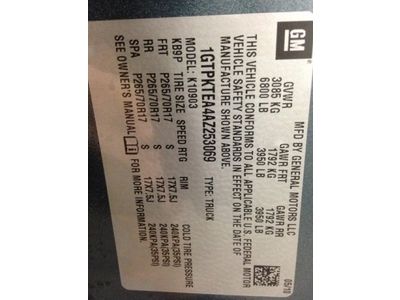 GM
MFD BY GENERAL MOTORS LLC
05/10
GVWR GAWR FRT GAWR RR
3085 KG 1792 KG 1792 KG
6800 LB 3950 LB 3950 LB
THIS VEHICLE CONFORMS TO ALL APPLICABLE U.S. FEDERAL MOTOR
VEHICLE SAFETY STANDARDS IN EFFECT ON THE DATE OF
MANUFACTURE SHOWN ABOVE.
1GTPKTEA4AZ253069 TYPE: TRUCK
MODEL: K10903
KB9P TIRE SIZE SPEED RTG RIM COLD TIRE PRESSURE
FRT P265/70R17 S 17X7.5J 240KPA(35PSI)
RR P265/70R17 S 17X7.5J 240KPA(35PSI)
SPA P265/70R17 S 17X7.5J 240KPA(35PSI)
SEE OWNER'S MANUAL FOR MORE INFORMATION.